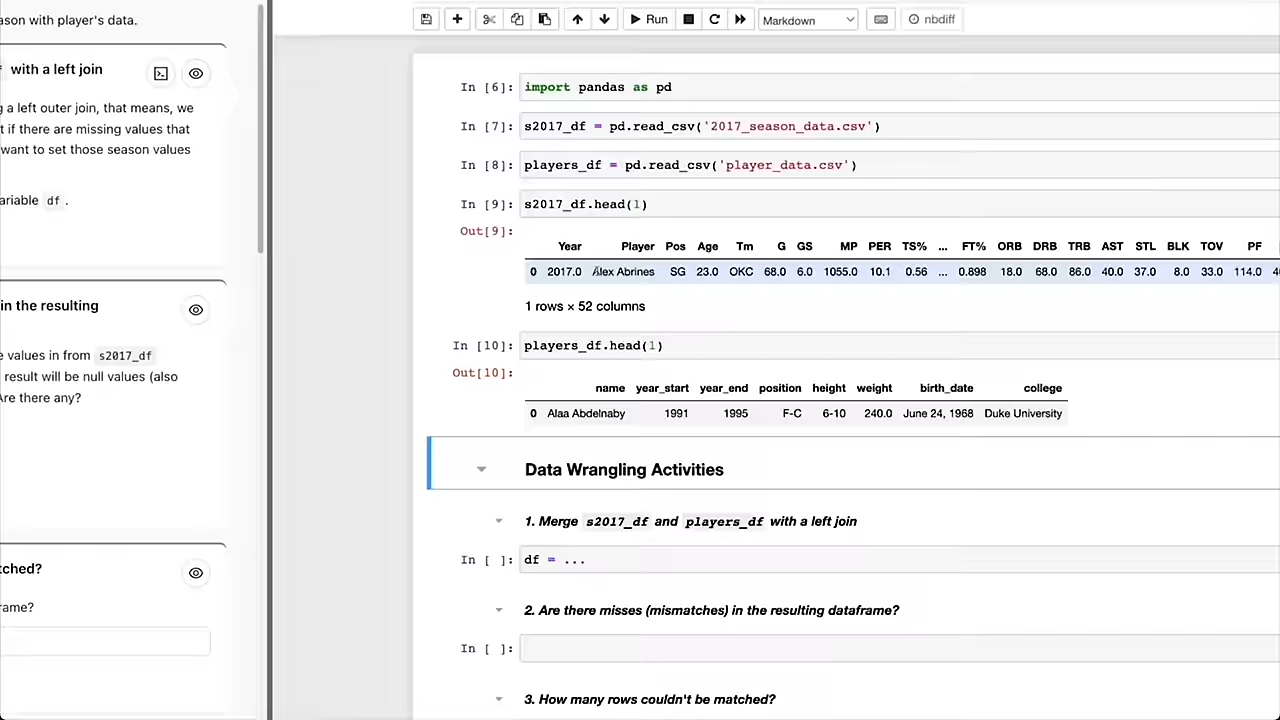 ason with player's data.
with a left join
g a left outer join, that means, we
t if there are missing values that
want to set those season values
ariable df .
in the resulting
e values in from s2017_df
result will be null values (also
Are there any?
tched?
rame?
Run
Markdown
nbdiff
In [6]: import pandas as pd
In [7]: s2017_df = pd.read_csv('2017_season_data.csv')
In [8]: players_df = pd.read_csv('player_data.csv')
In [9]: s2017_df.head(1)
Out[9]:
Year Player Pos Age Tm G GS MP PER TS% ... FT% ORB DRB TRB AST STL BLK TOV PF
0 2017.0 Alex Abrines SG 23.0 OKC 68.0 6.0 1055.0 10.1 0.56 ... 0.898 18.0 68.0 86.0 40.0 37.0 8.0 33.0 114.0 4
1 rows × 52 columns
In [10]: players_df.head(1)
Out[10]:
name year_start year_end position height weight birth_date college
0 Alaa Abdelnaby 1991 1995 F-C 6-10 240.0 June 24, 1968 Duke University
Data Wrangling Activities
1. Merge s2017_df and players_df with a left join
In [ ]: df = ...
2. Are there misses (mismatches) in the resulting dataframe?
In [ ]:
3. How many rows couldn't be matched?